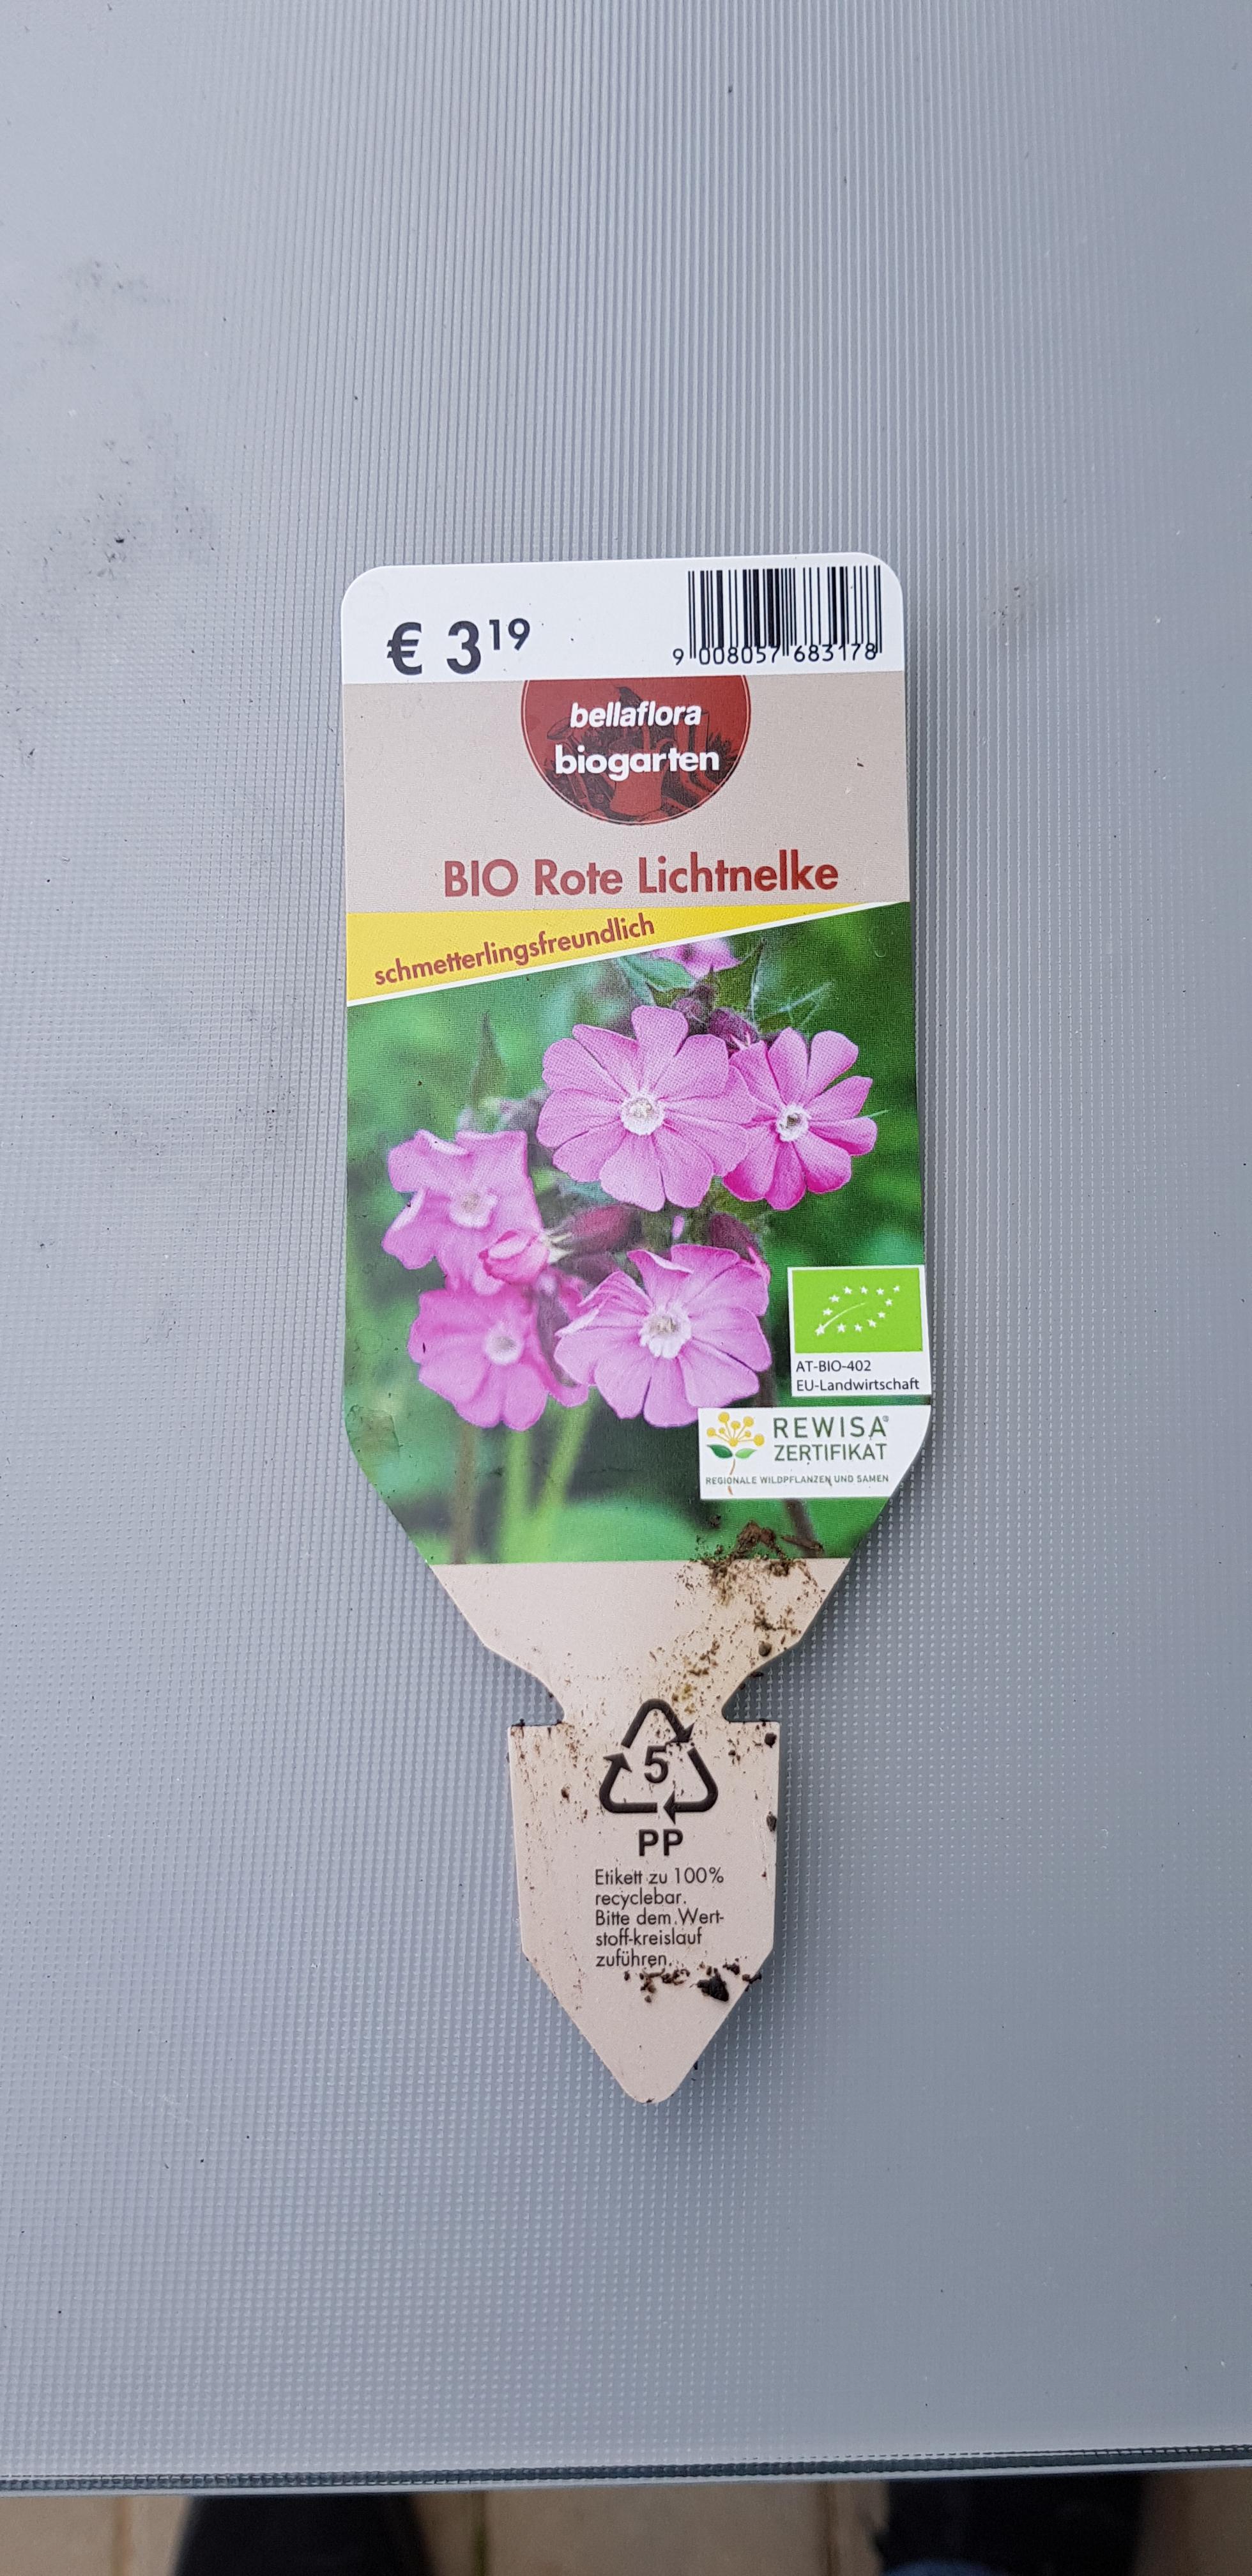 € 3¹⁹
9 008057 683178
bellaflora
biogarten
BIO Rote Lichtnelke
schmetterlingsfreundlich
AT-BIO-402
EU-Landwirtschaft
REWISA®
ZERTIFIKAT
REGIONALE WILDPFLANZEN UND SAMEN
5
PP
Etikett zu 100%
recyclebar.
Bitte dem Wert-
stoff-kreislauf
zuführen.